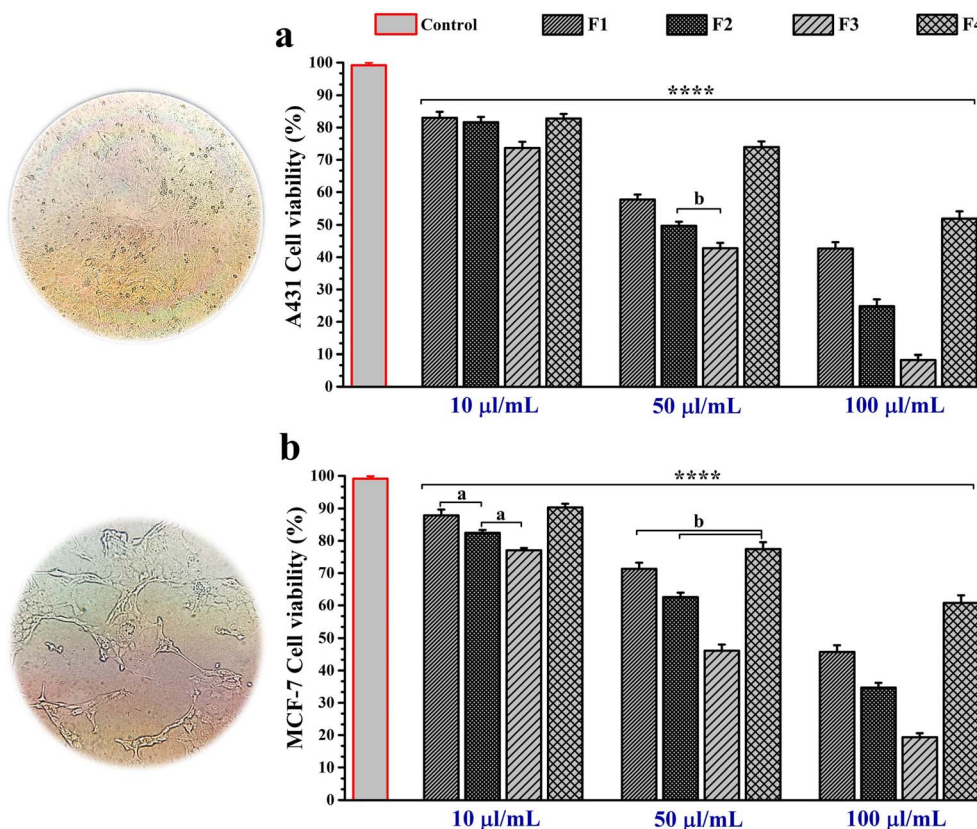 a
Control
F1
F2
F3
F4
A431 Cell viability (%)
100
90
80
70
60
50
40
30
20
10
0
****
b
10 µl/mL
50 µl/mL
100 µl/mL
b
MCF-7 Cell viability (%)
100
90
80
70
60
50
40
30
20
10
0
****
a
a
b
10 µl/mL
50 µl/mL
100 µl/mL